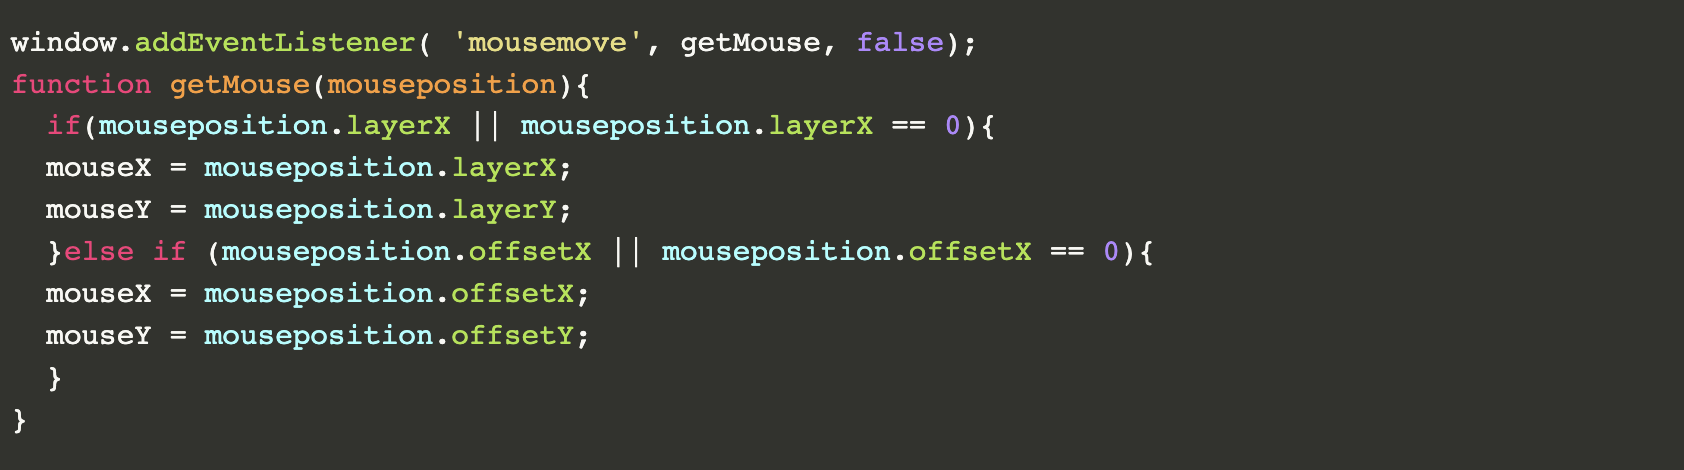 window.addEventListener( 'mousemove', getMouse, false);
function getMouse(mouseposition){
  if(mouseposition.layerX || mouseposition.layerX == 0){
  mouseX = mouseposition.layerX;
  mouseY = mouseposition.layerY;
  }else if (mouseposition.offsetX || mouseposition.offsetX == 0){
  mouseX = mouseposition.offsetX;
  mouseY = mouseposition.offsetY;
  }
}